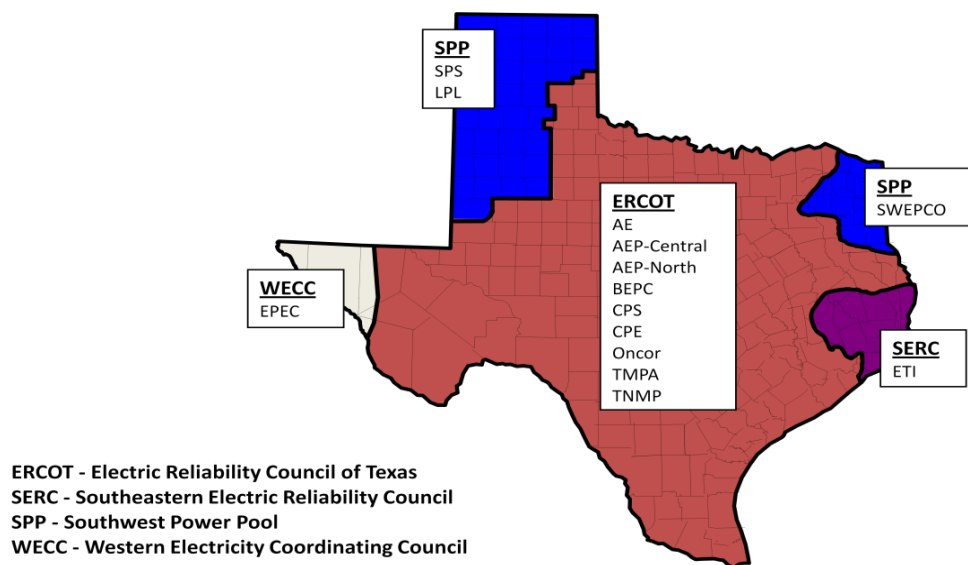 SPP
SPS
LPL
SPP
SWEPCO
ERCOT
AE
AEP-Central
AEP-North
BEPC
CPS
CPE
Oncor
TMPA
TNMP
WECC
EPEC
SERC
ETI
ERCOT - Electric Reliability Council of Texas
SERC - Southeastern Electric Reliability Council
SPP - Southwest Power Pool
WECC - Western Electricity Coordinating Council